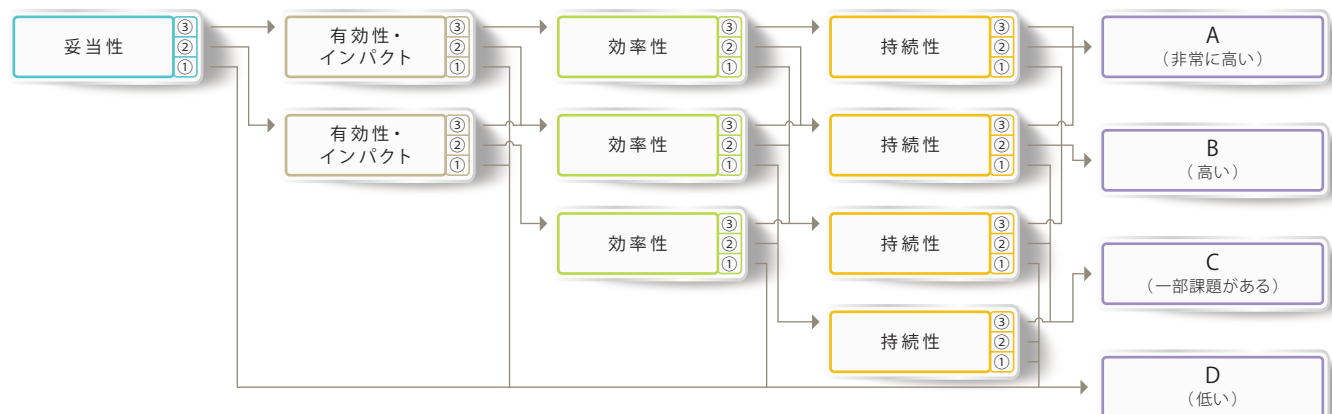 妥当性
③
②
①
有効性・
インパクト
③
②
①
効率性
③
②
①
持続性
③
②
①
A
（非常に高い）
有効性・
インパクト
③
②
①
効率性
③
②
①
持続性
③
②
①
B
（高い）
効率性
③
②
①
持続性
③
②
①
C
（一部課題がある）
持続性
③
②
①
D
（低い）